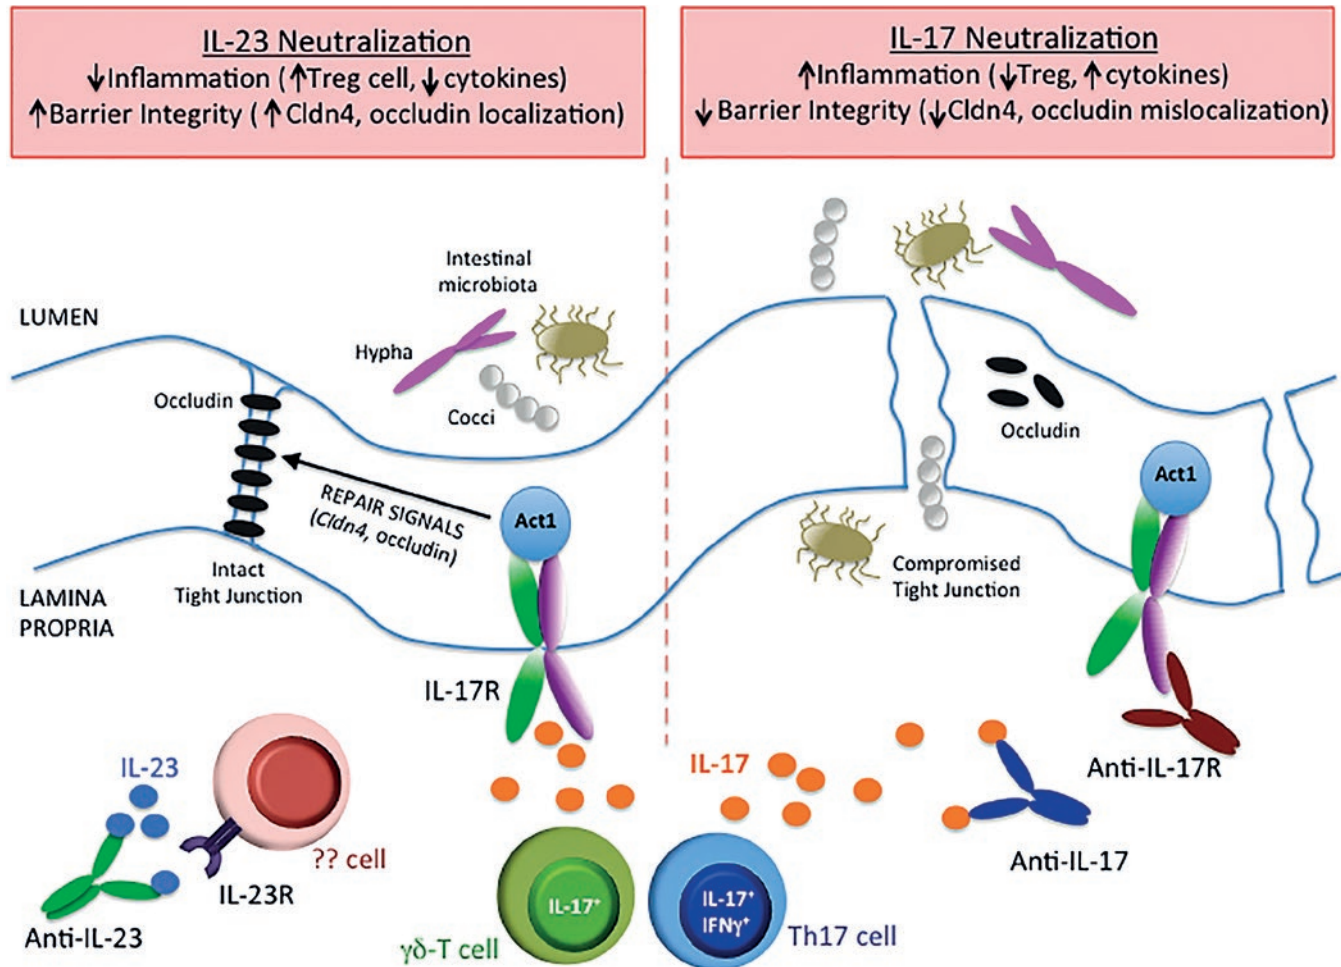 IL-23 Neutralization
↓Inflammation (↑Treg cell, ↓ cytokines)
↑Barrier Integrity (↑ Cldn4, occludin localization)
IL-17 Neutralization
↑Inflammation (↓Treg, ↑ cytokines)
↓ Barrier Integrity (↓Cldn4, occludin mislocalization)
LUMEN
Intestinal
microbiota
Hypha
Cocci
Occludin
REPAIR SIGNALS
(Cldn4, occludin)
Act1
Intact
Tight Junction
LAMINA
PROPRIA
IL-17R
Occludin
Act1
Compromised
Tight Junction
IL-23
?? cell
IL-23R
Anti-IL-23
IL-17
Anti-IL-17R
Anti-IL-17
IL-17⁺
γδ-T cell
IL-17⁺
IFNγ⁺
Th17 cell